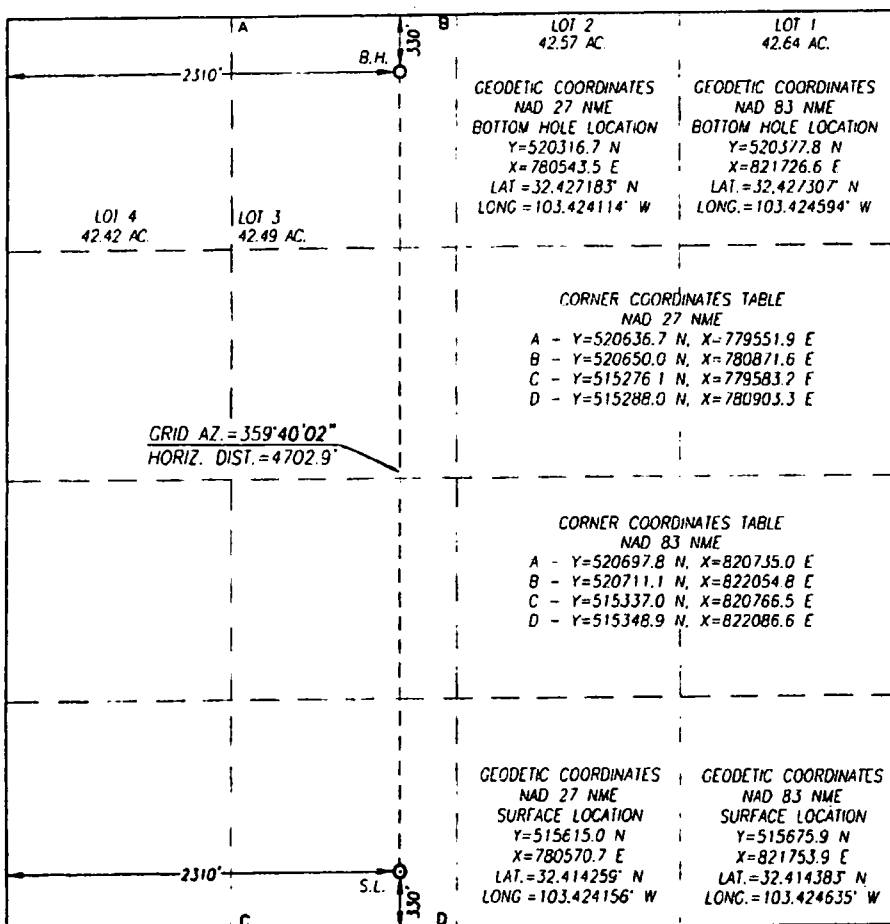 A
330'
B
LOT 2
42.57 AC.
LOT 1
42.64 AC.
B.H.
2310'
GEODETIC COORDINATES
NAD 27 NME
BOTTOM HOLE LOCATION
Y=520316.7 N
X=780543.5 E
LAT.=32.427183° N
LONG.=103.424114° W
GEODETIC COORDINATES
NAD 83 NME
BOTTOM HOLE LOCATION
Y=520377.8 N
X=821726.6 E
LAT.=32.427307° N
LONG.=103.424594° W
LOT 4
42.42 AC.
LOT 3
42.49 AC.
CORNER COORDINATES TABLE
NAD 27 NME
A - Y=520636.7 N, X=779551.9 E
B - Y=520650.0 N, X=780871.6 E
C - Y=515276.1 N, X=779583.2 E
D - Y=515288.0 N, X=780903.3 E
GRID AZ.=359°40'02"
HORIZ. DIST.=4702.9'
CORNER COORDINATES TABLE
NAD 83 NME
A - Y=520697.8 N, X=820735.0 E
B - Y=520711.1 N, X=822054.8 E
C - Y=515337.0 N, X=820766.5 E
D - Y=515348.9 N, X=822086.6 E
GEODETIC COORDINATES
NAD 27 NME
SURFACE LOCATION
Y=515615.0 N
X=780570.7 E
LAT.=32.414259° N
LONG.=103.424156° W
GEODETIC COORDINATES
NAD 83 NME
SURFACE LOCATION
Y=515675.9 N
X=821753.9 E
LAT.=32.414383° N
LONG.=103.424635° W
2310'
S.L.
330'
C
D